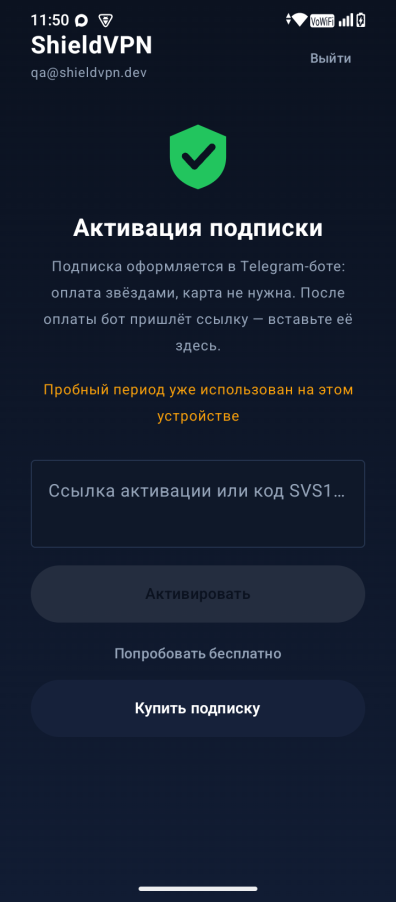 11:50
VoWiFi
ShieldVPN
qa@shieldvpn.dev
Выйти
Активация подписки
Подписка оформляется в Telegram-боте:
оплата звёздами, карта не нужна. После
оплаты бот пришлёт ссылку — вставьте её
здесь.
Пробный период уже использован на этом
устройстве
Ссылка активации или код SVS1...
Активировать
Попробовать бесплатно
Купить подписку